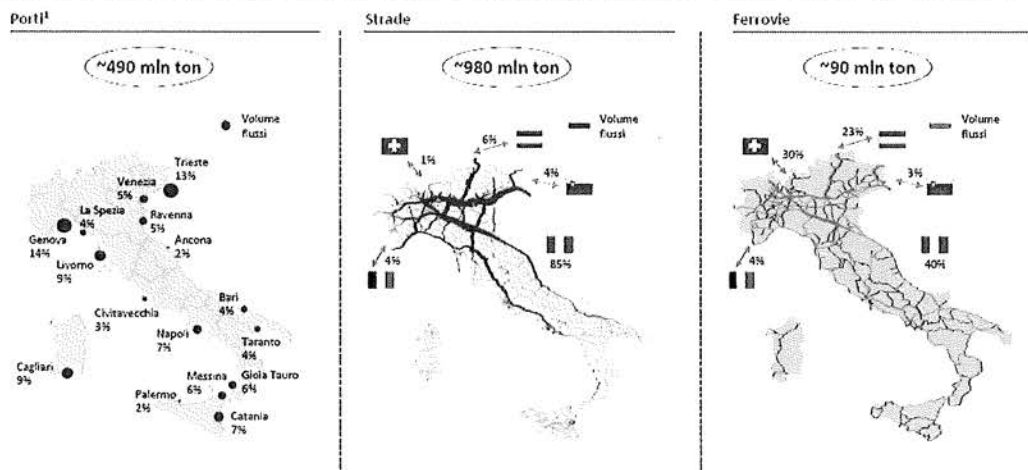 Porti¹
~490 mln ton
Volume
flussi
Trieste
13%
Venezia
5%
La Spezia
4%
Ravenna
5%
Genova
14%
Ancona
2%
Livorno
9%
Civitavecchia
3%
Bari
4%
Napoli
7%
Taranto
4%
Cagliari
9%
Messina
6%
Gioia Tauro
6%
Palermo
2%
Catania
7%
Strade
~980 mln ton
Volume
flussi
6%
1%
4%
4%
85%
Ferrovie
~90 mln ton
Volume
flussi
23%
30%
3%
4%
40%